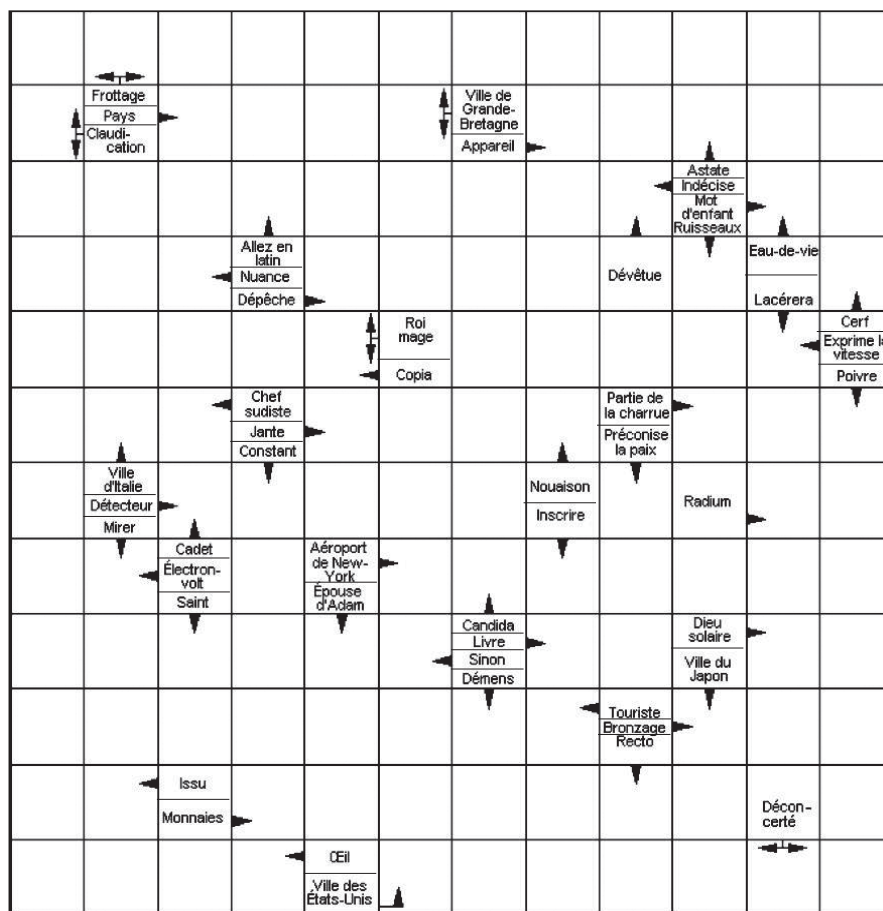 Frottage
Pays
Claudi-
cation
Ville de
Grande-
Bretagne
Appareil
Astate
Indécise
Mot
d'enfant
Ruisseaux
Allez en
latin
Nuance
Dépêche
Dévêtue
Eau-de-vie
Lacérera
Roi
mage
Copia
Cerf
Exprime la
vitesse
Poivre
Chef
sudiste
Jante
Constant
Partie de
la charrue
Préconise
la paix
Ville
d'Italie
Détecteur
Mirer
Nouaison
Inscrire
Radium
Cadet
Électron-
volt
Saint
Aéroport
de New-
York
Épouse
d'Adam
Candida
Livre
Sinon
Démens
Dieu
solaire
Ville du
Japon
Touriste
Bronzage
Recto
Issu
Monnaies
Décon-
certé
Œil
Ville des
États-Unis